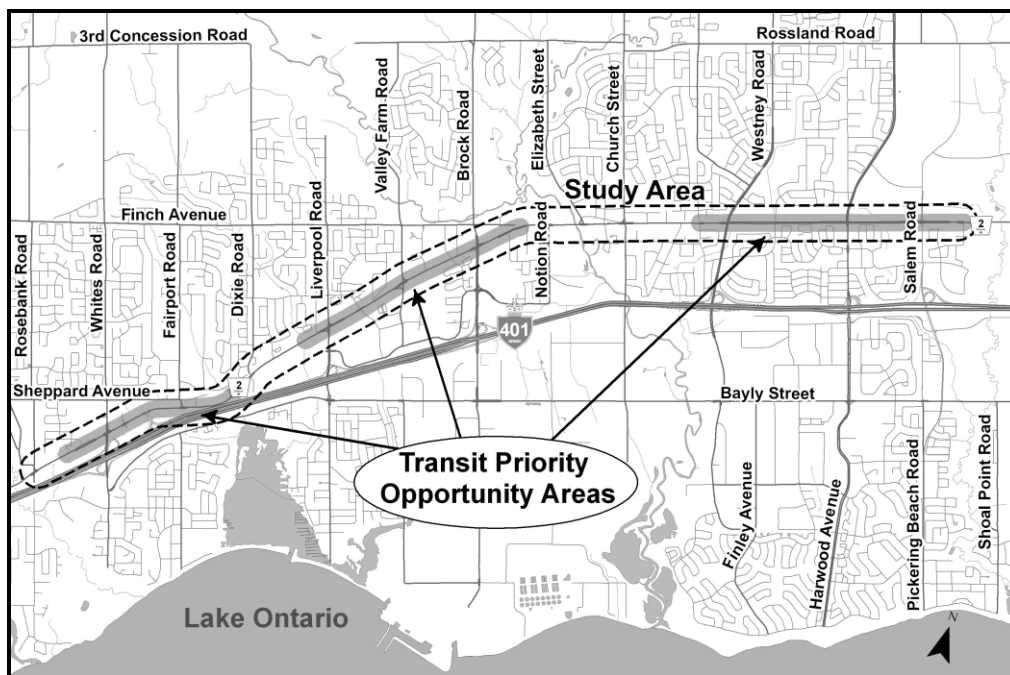 3rd Concession Road
Rossland Road
Valley Farm Road
Brock Road
Elizabeth Street
Church Street
Westney Road
Study Area
Finch Avenue
Rosebank Road
Whites Road
Fairport Road
Dixie Road
Liverpool Road
Notion Road
Salem Road
2
401
Sheppard Avenue
2
Bayly Street
Transit Priority
Opportunity Areas
Finley Avenue
Harwood Avenue
Pickering Beach Road
Shoal Point Road
Lake Ontario
N